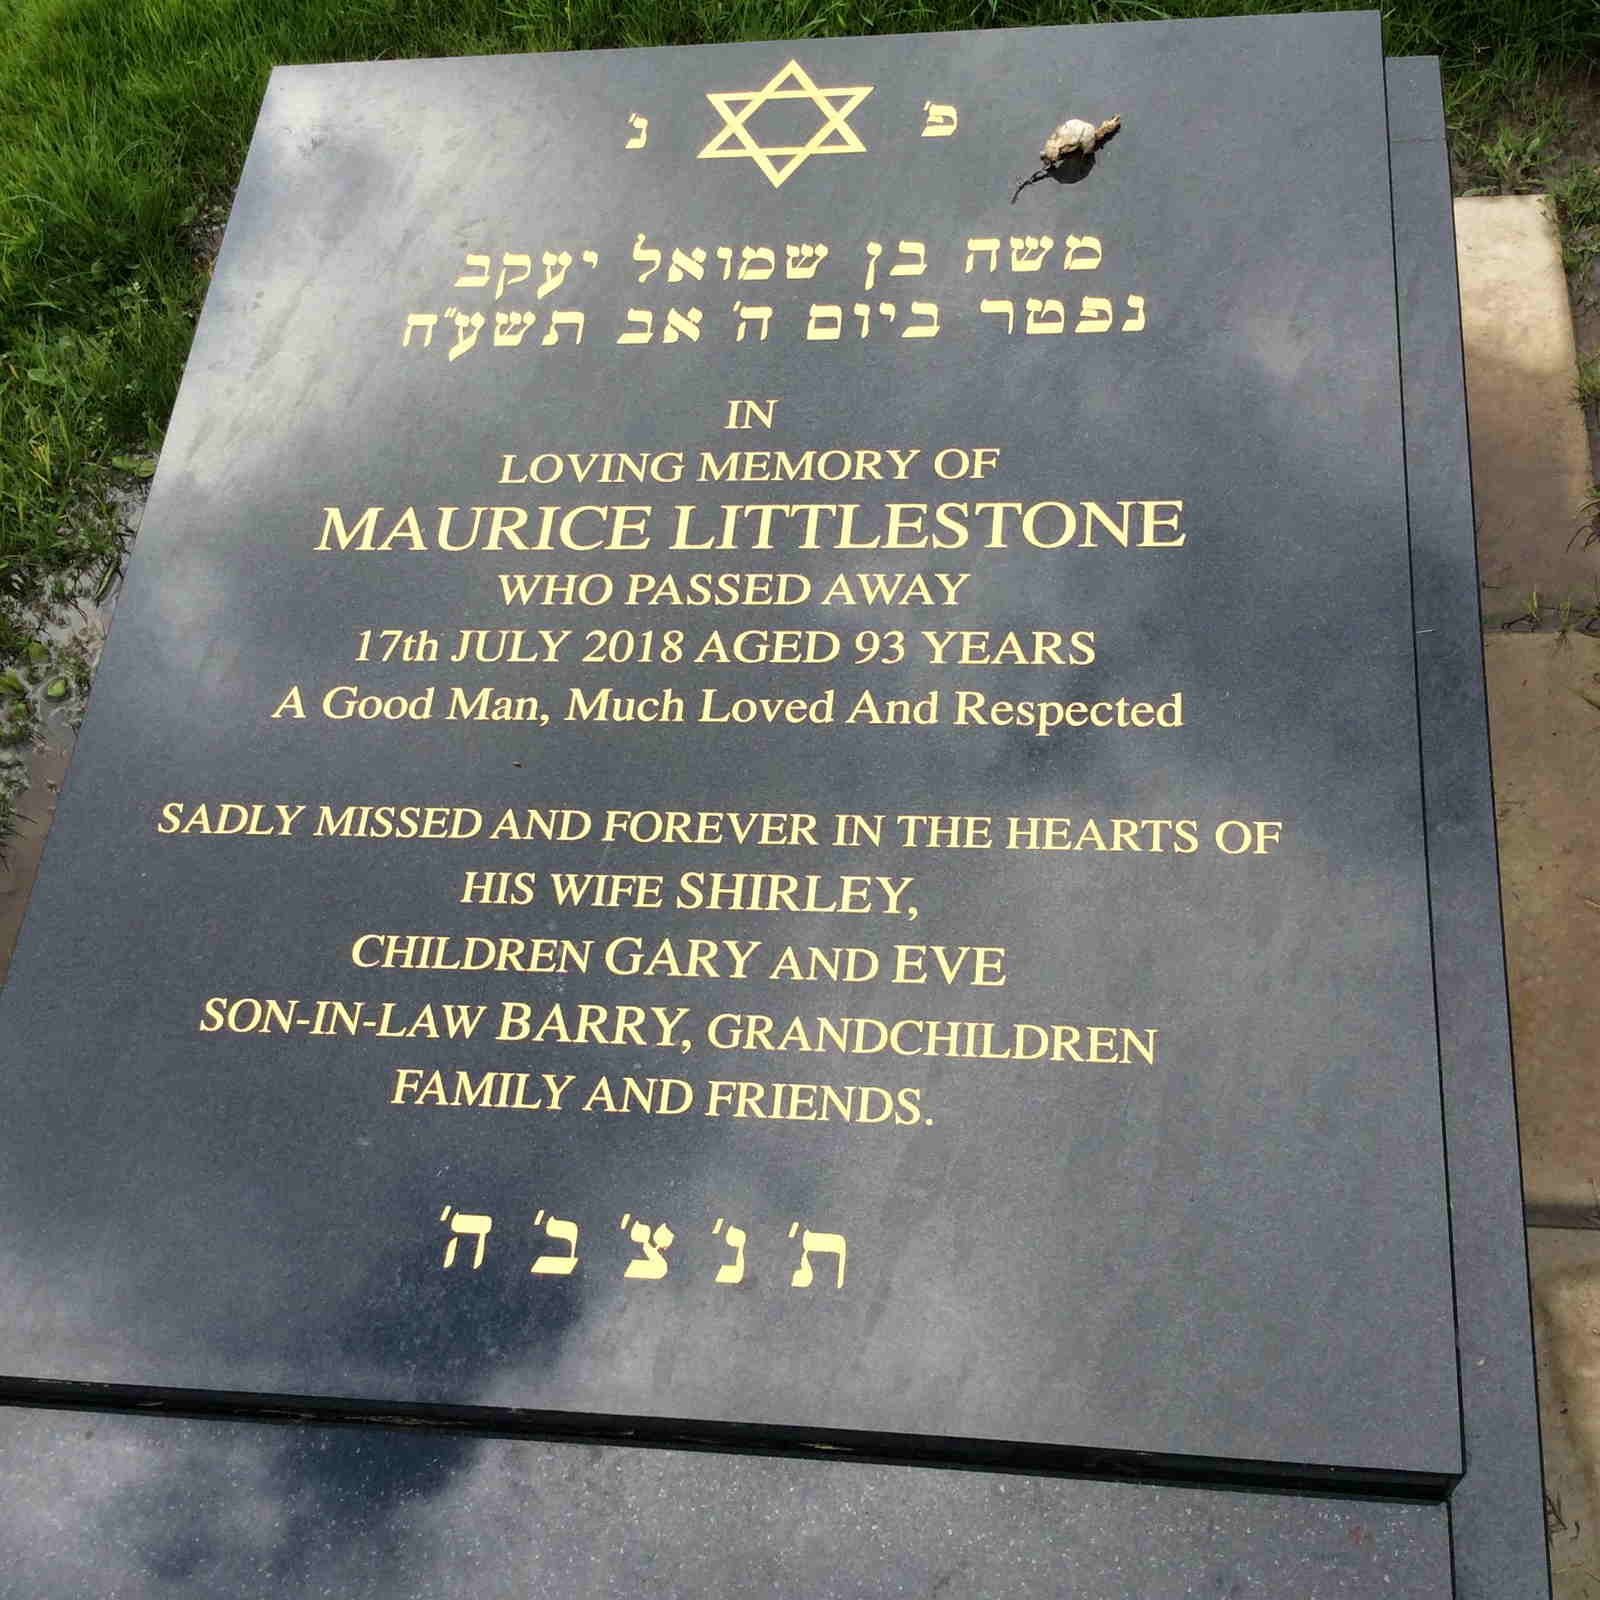 פ' נ'
משה בן שמואל יעקב
נפטר ביום ה' אב תשע"ח
IN
LOVING MEMORY OF
MAURICE LITTLESTONE
WHO PASSED AWAY
17th JULY 2018 AGED 93 YEARS
A Good Man, Much Loved And Respected
SADLY MISSED AND FOREVER IN THE HEARTS OF
HIS WIFE SHIRLEY,
CHILDREN GARY AND EVE
SON-IN-LAW BARRY, GRANDCHILDREN
FAMILY AND FRIENDS.
ת' נ' צ' ב' ה'